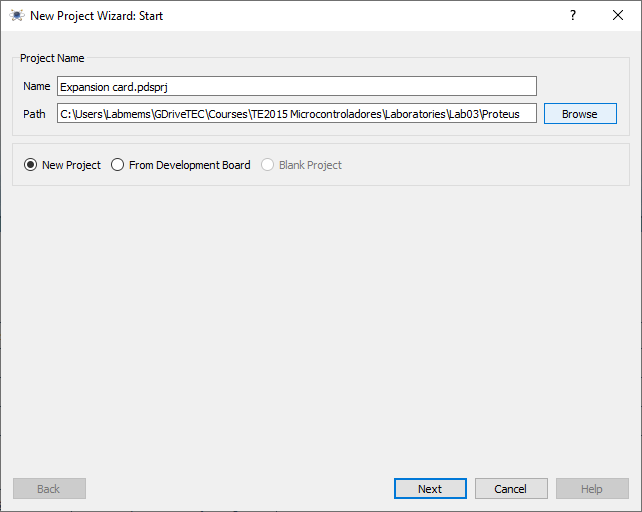 New Project Wizard: Start
?
Project Name
Name Expansion card.pdsprj
Path C:\Users\Labmems\GDriveTEC\Courses\TE2015 Microcontroladores\Laboratories\Lab03\Proteus Browse
New Project From Development Board Blank Project
Back Next Cancel Help